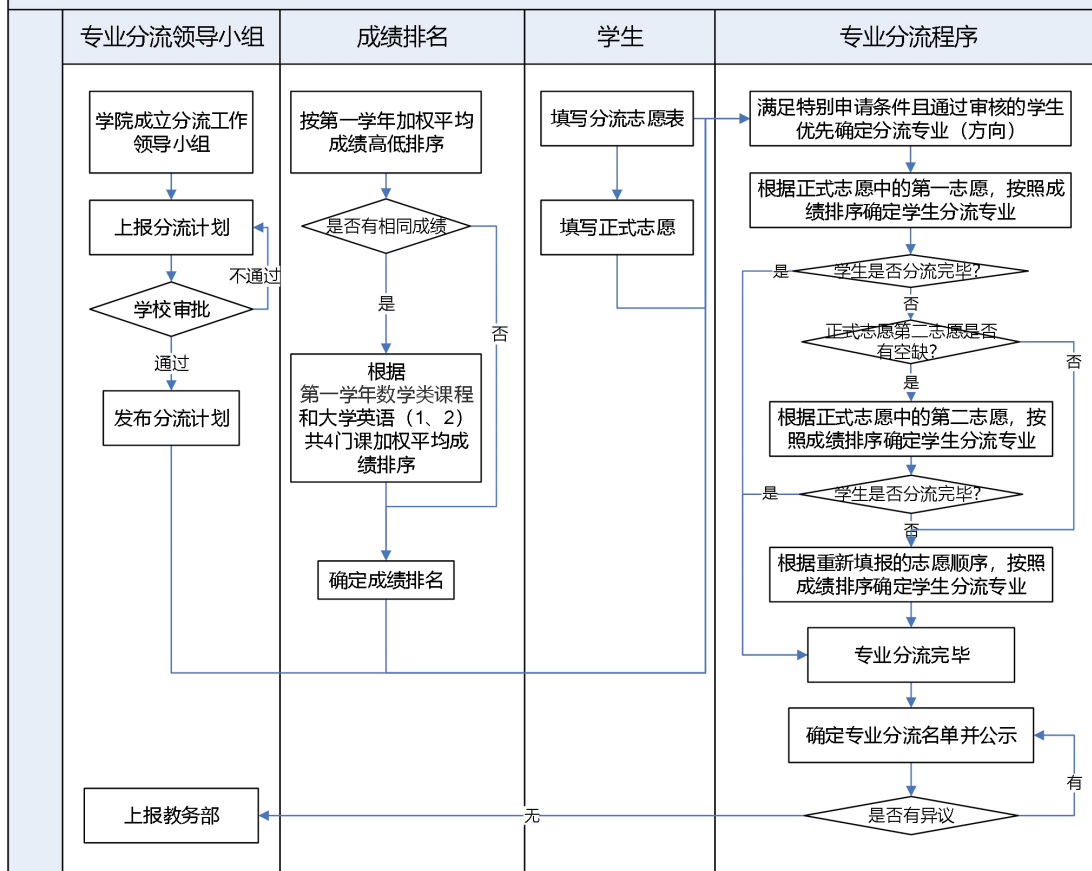 专业分流领导小组
成绩排名
学生
专业分流程序
学院成立分流工作
领导小组
上报分流计划
不通过
学校审批
通过
发布分流计划
上报教务部
按第一学年加权平均
成绩高低排序
是否有相同成绩
是
否
根据
第一学年数学类课程
和大学英语（1、2）
共4门课加权平均成
绩排序
确定成绩排名
填写分流志愿表
填写正式志愿
满足特别申请条件且通过审核的学生
优先确定分流专业（方向）
根据正式志愿中的第一志愿，按照成
绩排序确定学生分流专业
学生是否分流完毕？
是
否
正式志愿第二志愿是否
有空缺？
否
是
根据正式志愿中的第二志愿，按
照成绩排序确定学生分流专业
学生是否分流完毕？
是
否
根据重新填报的志愿顺序，按照
成绩排序确定学生分流专业
专业分流完毕
确定专业分流名单并公示
有
是否有异议
无